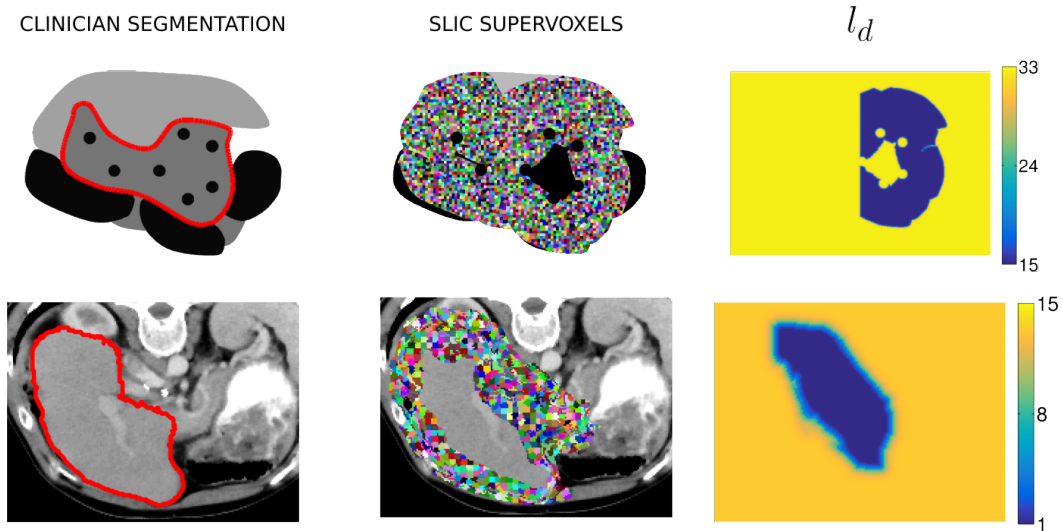 CLINICIAN SEGMENTATION
SLIC SUPERVOXELS
l_d
33
24
15
15
8
1